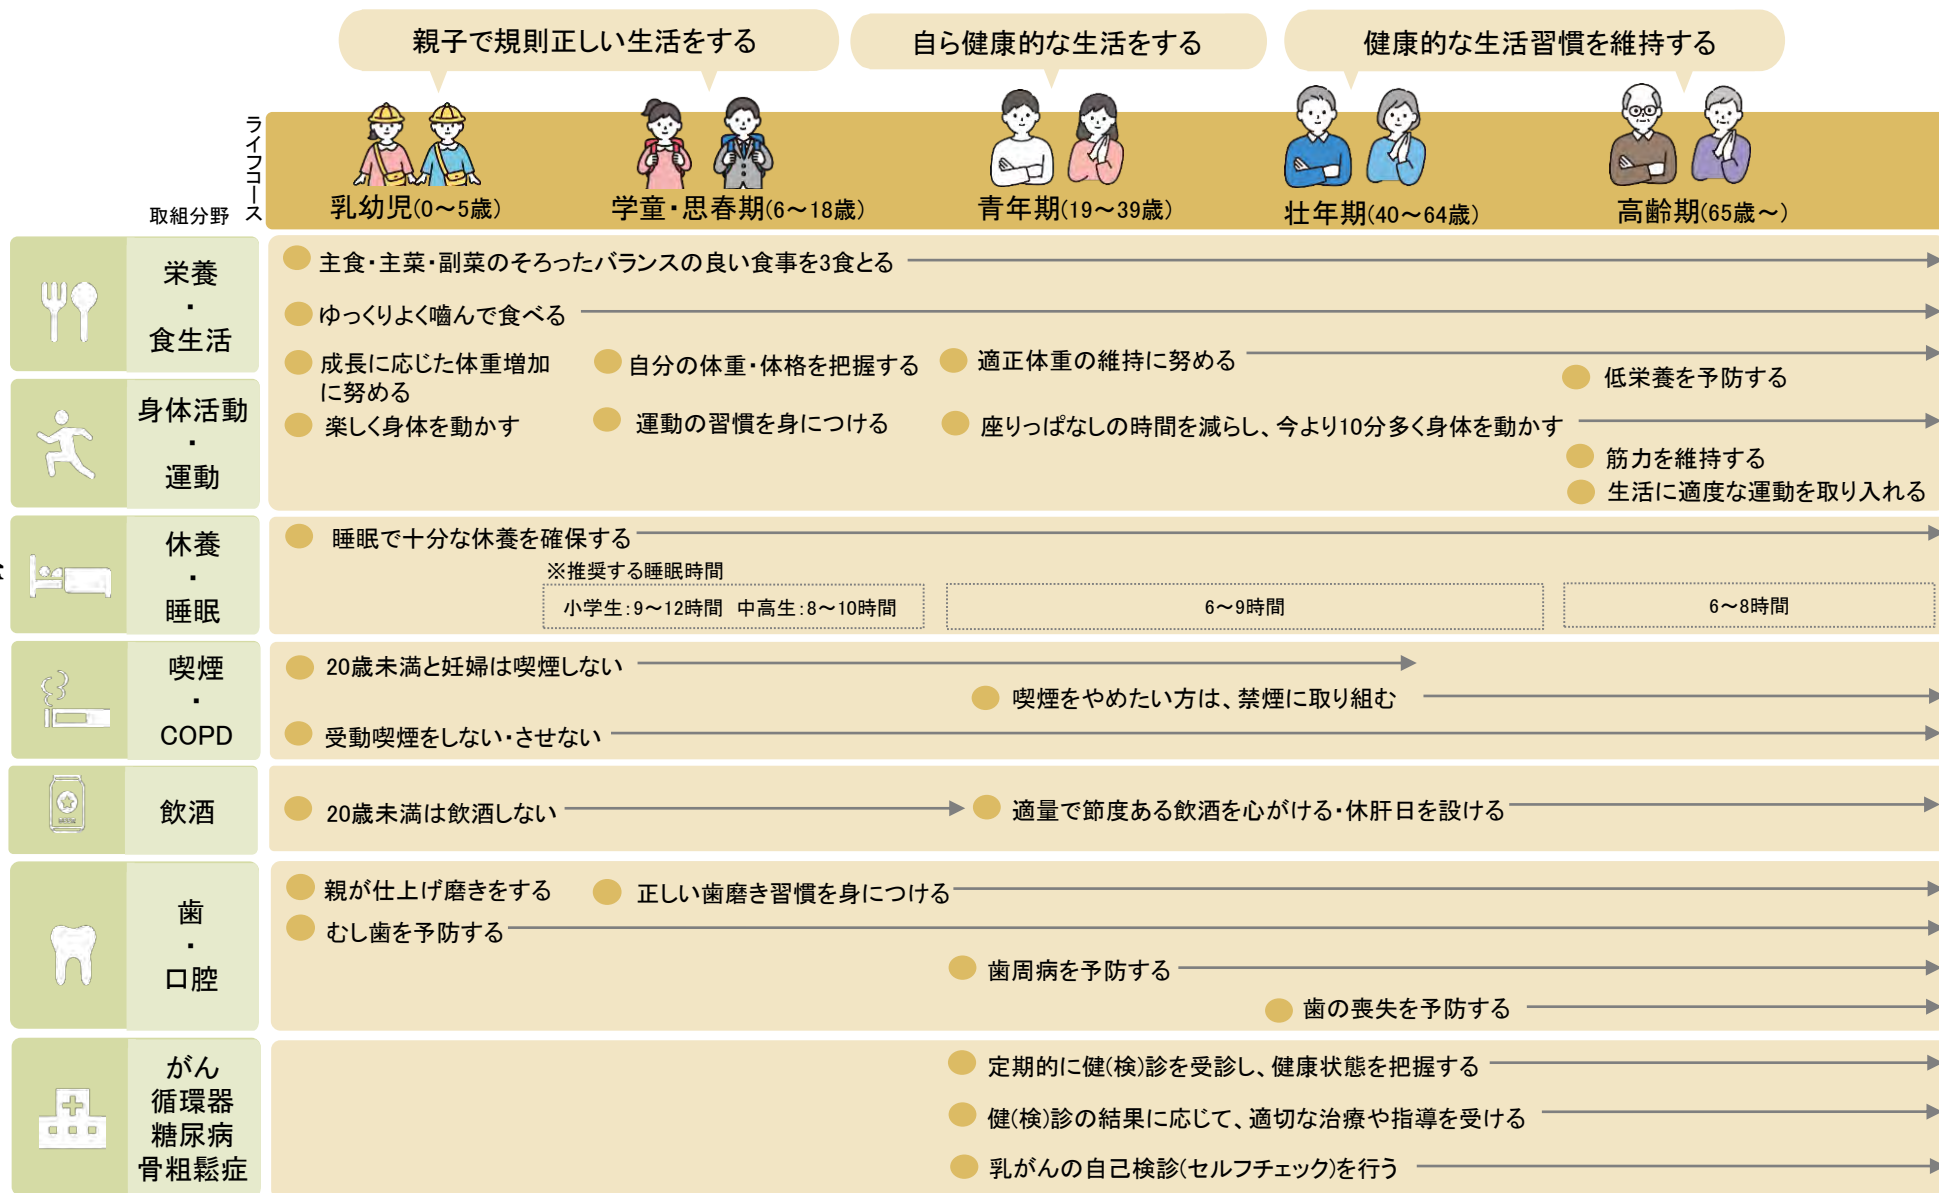 親子で規則正しい生活をする
自ら健康的な生活をする
健康的な生活習慣を維持する
ライフコース
取組分野
乳幼児(0～5歳)
学童・思春期(6～18歳)
青年期(19～39歳)
壮年期(40～64歳)
高齢期(65歳～)
栄養
・
食生活
主食・主菜・副菜のそろったバランスの良い食事を3食とる
ゆっくりよく嚙んで食べる
成長に応じた体重増加
に努める
自分の体重・体格を把握する
適正体重の維持に努める
低栄養を予防する
身体活動
・
運動
楽しく身体を動かす
運動の習慣を身につける
座りっぱなしの時間を減らし、今より10分多く身体を動かす
筋力を維持する
生活に適度な運動を取り入れる
休養
・
睡眠
睡眠で十分な休養を確保する
※推奨する睡眠時間
小学生：9～12時間 中高生：8～10時間
6～9時間
6～8時間
喫煙
・
COPD
20歳未満と妊婦は喫煙しない
喫煙をやめたい方は、禁煙に取り組む
受動喫煙をしない・させない
飲酒
20歳未満は飲酒しない
適量で節度ある飲酒を心がける・休肝日を設ける
歯
・
口腔
親が仕上げ磨きをする
正しい歯磨き習慣を身につける
むし歯を予防する
歯周病を予防する
歯の喪失を予防する
がん
循環器
糖尿病
骨粗鬆症
定期的に健(検)診を受診し、健康状態を把握する
健(検)診の結果に応じて、適切な治療や指導を受ける
乳がんの自己検診(セルフチェック)を行う